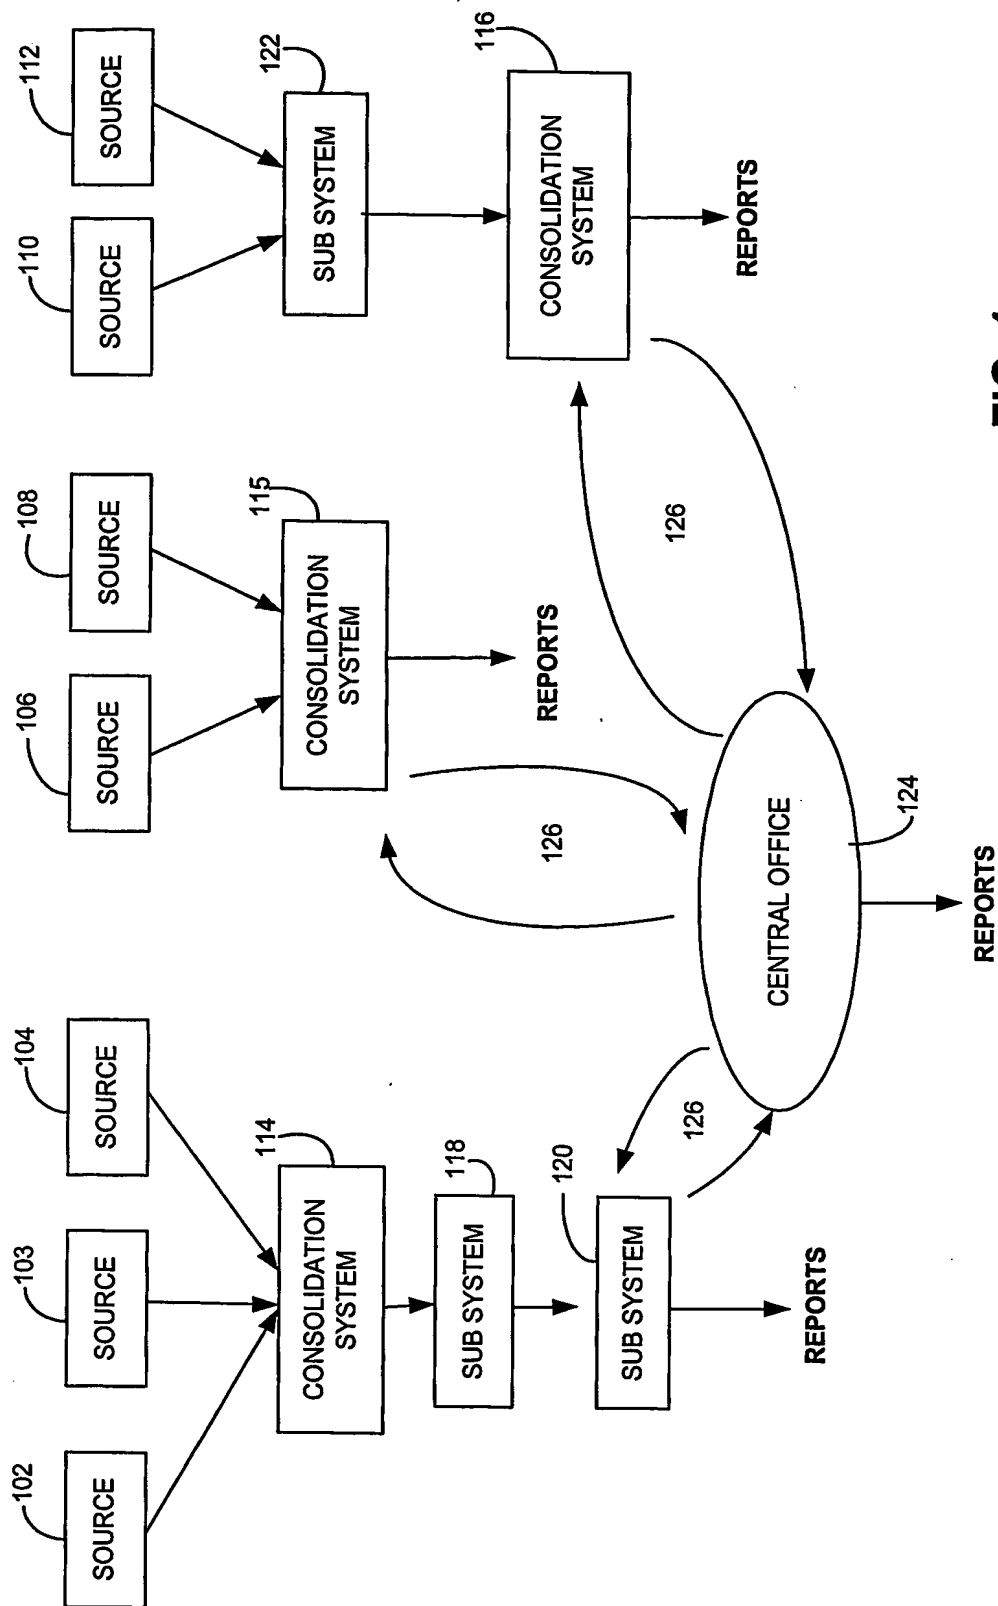 102
103
104
106
108
110
112
SOURCE
SOURCE
SOURCE
SOURCE
SOURCE
SOURCE
SOURCE
114
115
122
CONSOLIDATION
SYSTEM
CONSOLIDATION
SYSTEM
SUB SYSTEM
118
116
SUB SYSTEM
CONSOLIDATION
SYSTEM
120
REPORTS
126
SUB SYSTEM
126
126
REPORTS
CENTRAL OFFICE
REPORTS
124
REPORTS